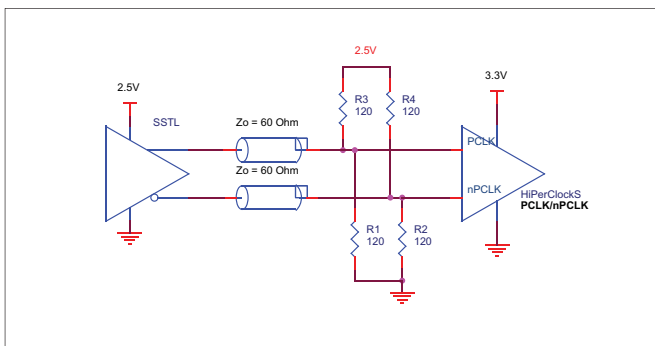 2.5V
2.5V
3.3V
SSTL
Zo = 60 Ohm
R3
120
R4
120
PCLK
Zo = 60 Ohm
nPCLK
HiPerClockS
PCLK/nPCLK
R1
120
R2
120